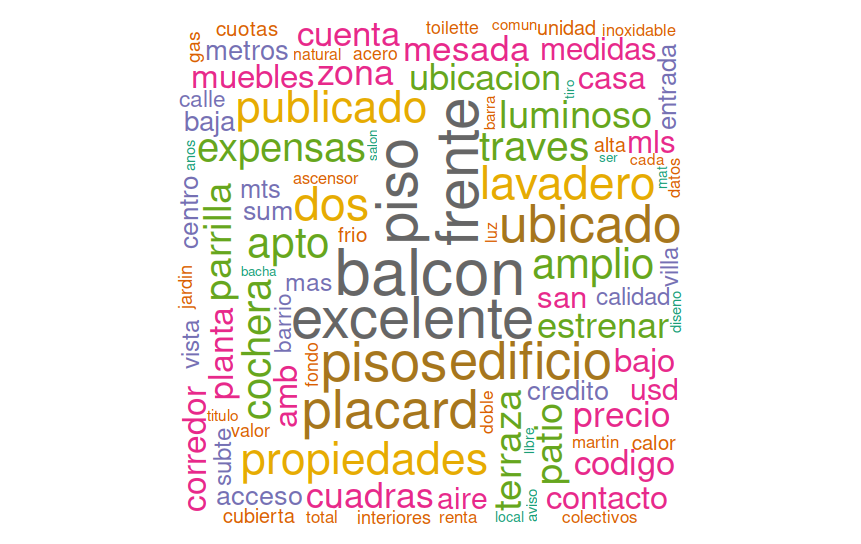 cuotas
toilette
comun
unidad
inoxidable
gas
metros
cuenta
natural
acero
mesada
medidas
entrada
muebles
zona
ubicacion
tiro
casa
calle
baja
publicado
frente
barra
luminoso
anos
expensas
salon
piso
traves
alta
mls
ser
cada
mat
datos
ascensor
centro
parrilla
mts
sum
dos
lavadero
frio
luz
ubicado
apto
bacha
mas
balcon
amplio
villa
jardin
cochera
barrio
excelente
san
calidad
diseno
estrenar
vista
planta
fondo
pisos
edificio
bajo
amb
placard
doble
credito
usd
corredor
titulo
valor
terraza
libre
patio
precio
martin
calor
subte
propiedades
codigo
acceso
cuadras
aire
local
aviso
contacto
cubierta
total
interiores
renta
colectivos